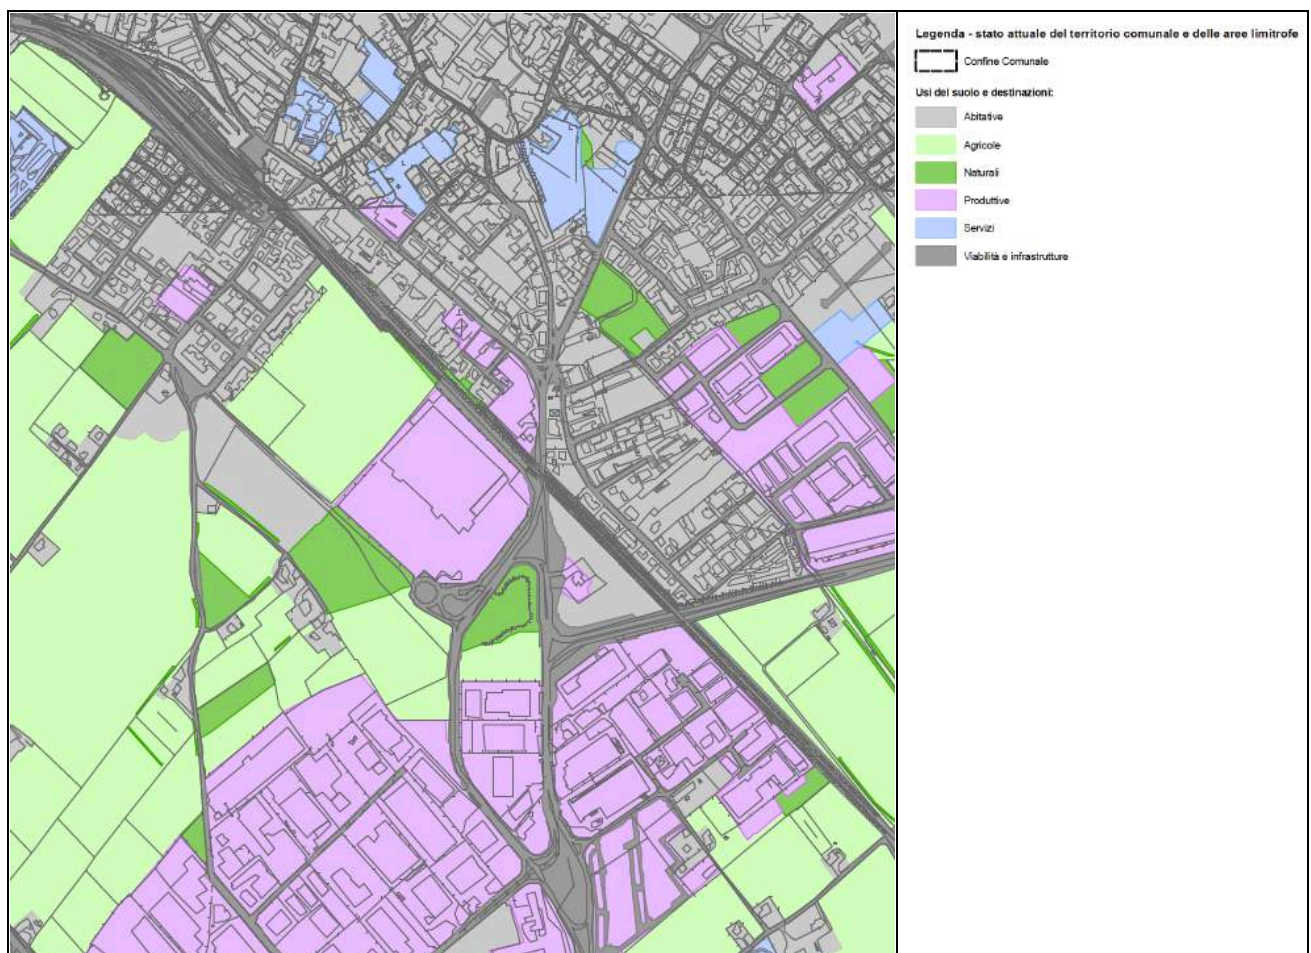 Legenda - stato attuale del territorio comunale e delle aree limitrofe
Confine Comunale
Usi del suolo e destinazioni:
Abitative
Agricole
Naturali
Produttive
Servizi
Viabilità e infrastrutture